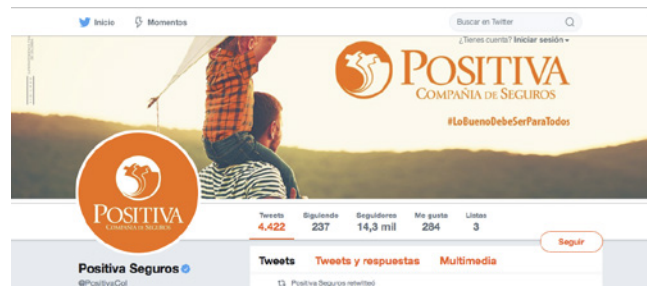 Inicio Momentos Buscar en Twitter
¿Tienes cuenta? Iniciar sesión
POSITIVA
COMPAÑIA DE SEGUROS
#LoBuenoDebeSerParaTodos
POSITIVA
COMPAÑIA DE SEGUROS
Tweets Siguiendo Seguidores Me gusta Listas
4.422 237 14,3 mil 284 3
Seguir
Positiva Seguros
@PositivaCol
Tweets Tweets y respuestas Multimedia
Positiva Seguros retwitteó